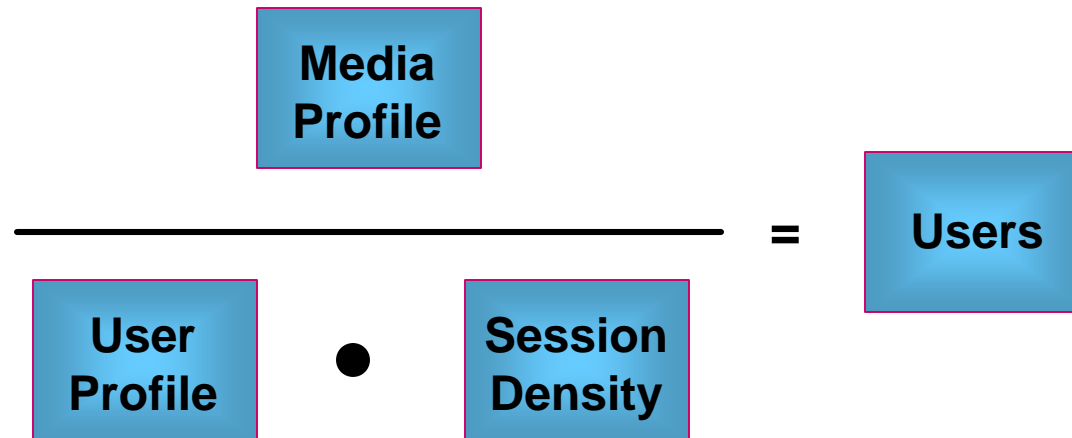 Media
Profile
=
Users
User
Profile
•
Session
Density